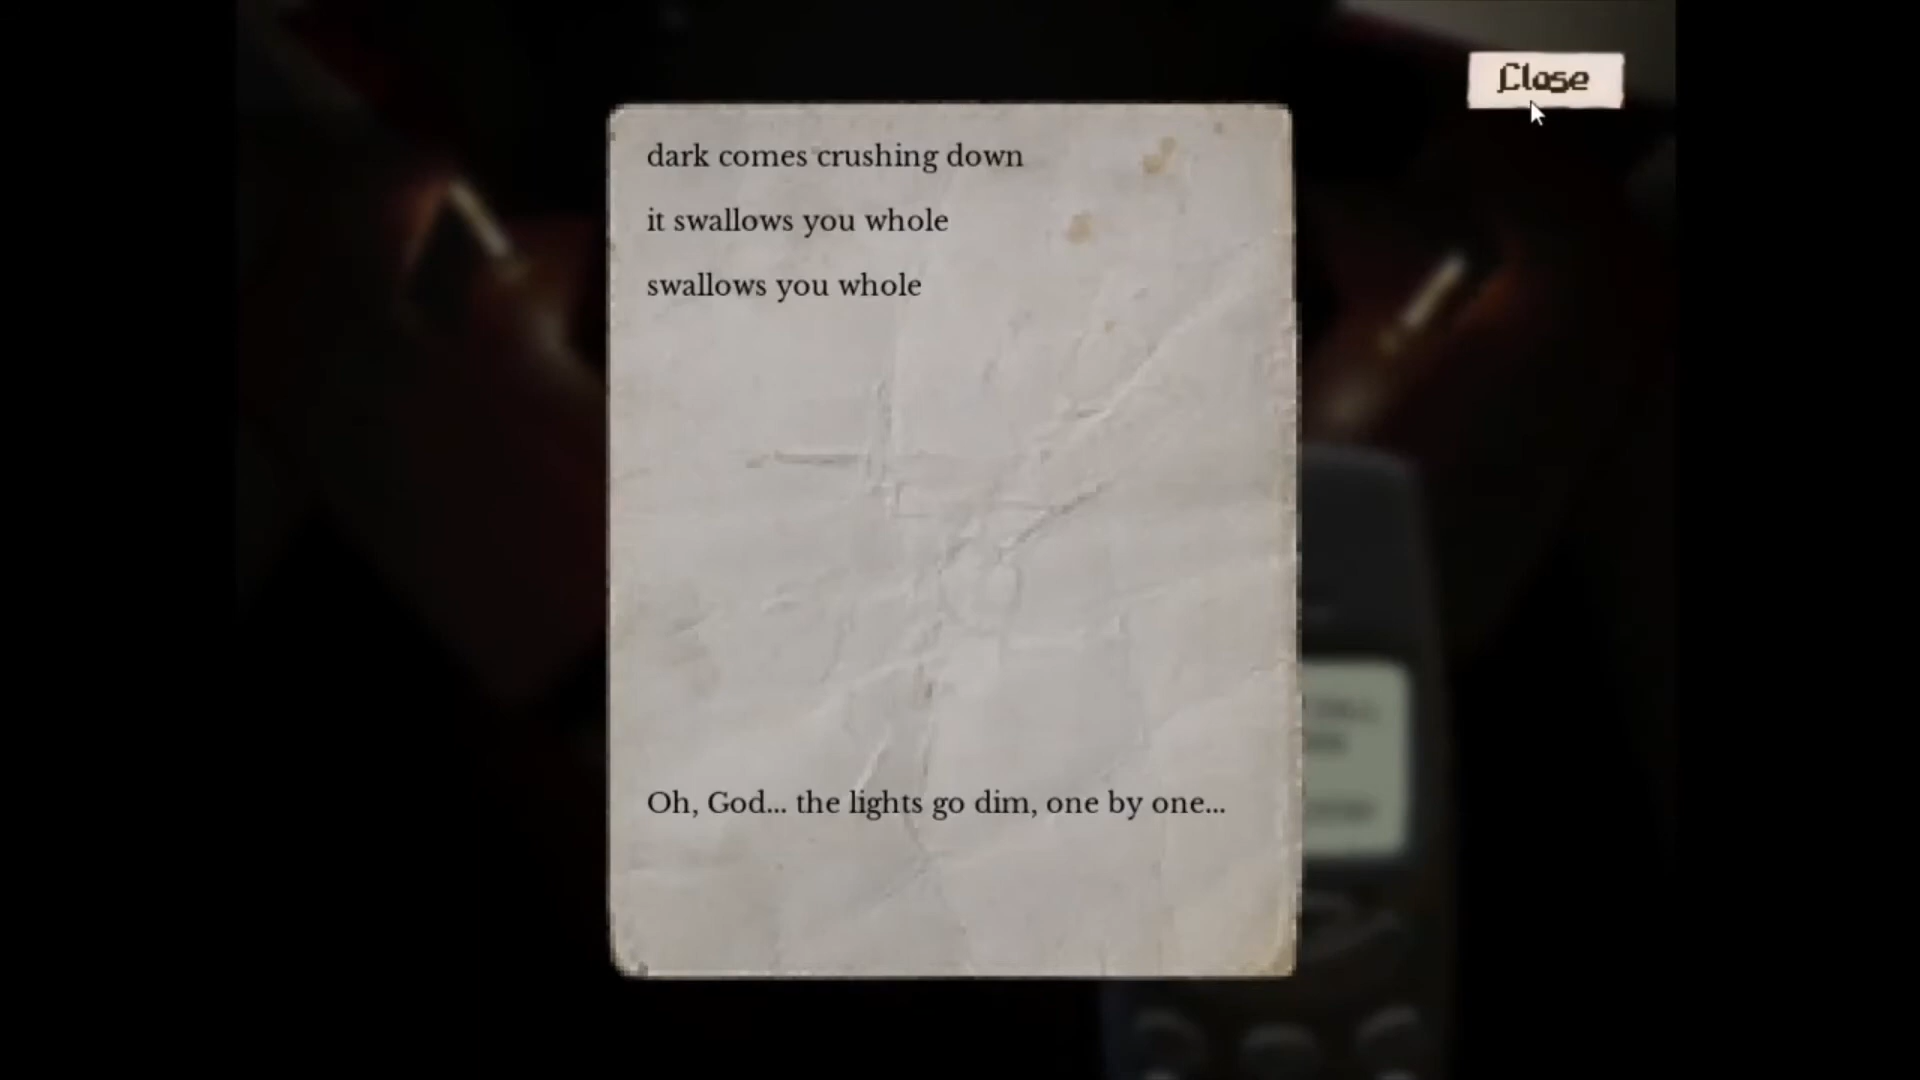 Close
dark comes crushing down
it swallows you whole
swallows you whole
Oh, God... the lights go dim, one by one...